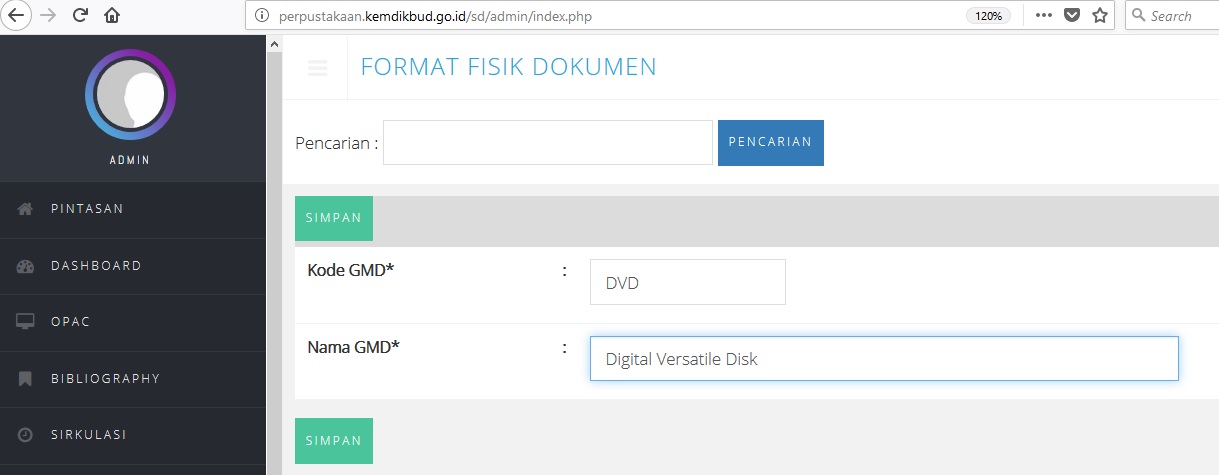 perpustakaan.kemdikbud.go.id/sd/admin/index.php
120%
Search
ADMIN
PINTASAN
DASHBOARD
OPAC
BIBLIOGRAPHY
SIRKULASI
FORMAT FISIK DOKUMEN
Pencarian :
PENCARIAN
SIMPAN
Kode GMD* : DVD
Nama GMD* : Digital Versatile Disk
SIMPAN